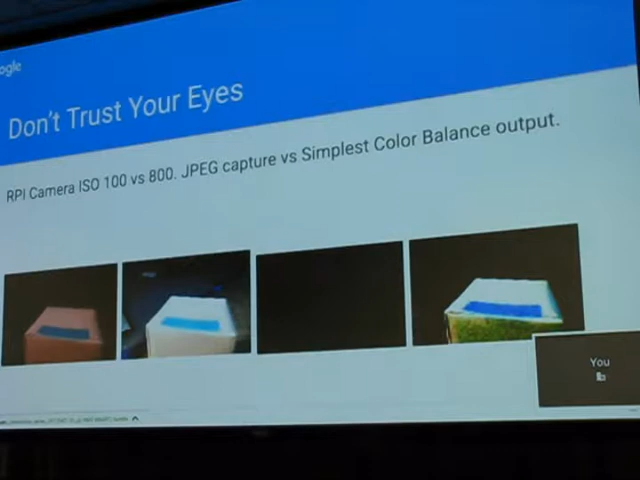 ogle
Don't Trust Your Eyes
RPI Camera ISO 100 vs 800. JPEG capture vs Simplest Color Balance output.
You